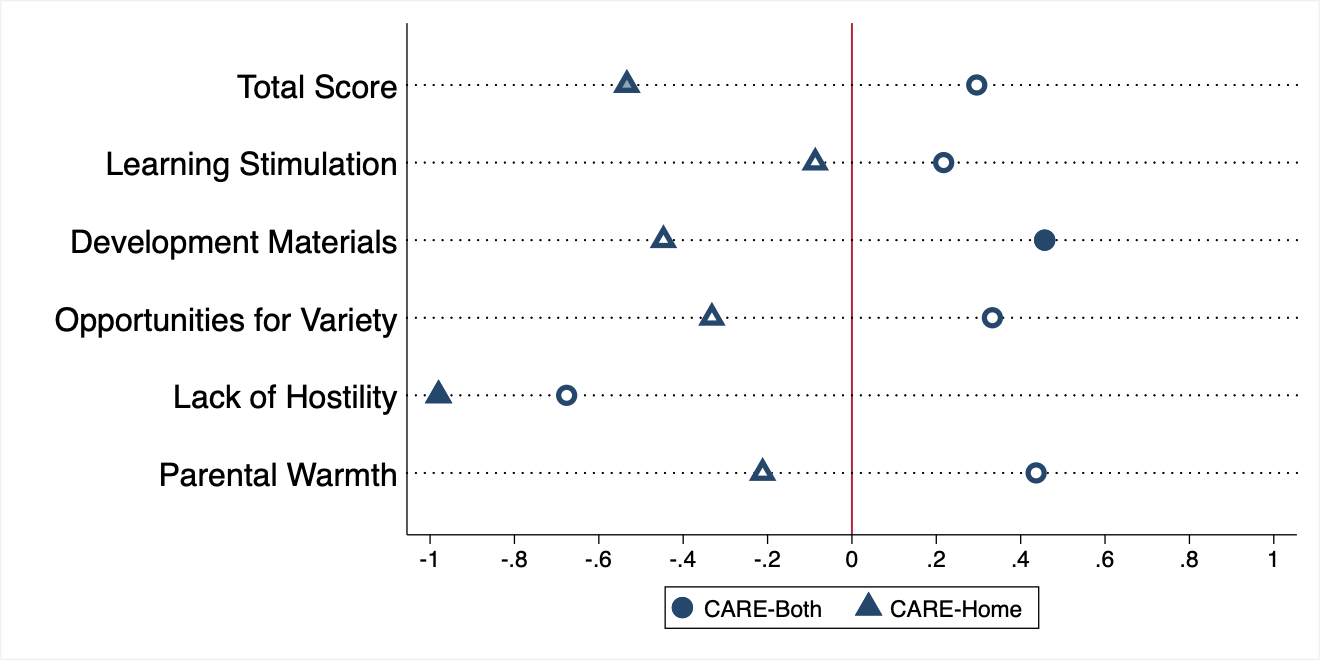 Total Score
Learning Stimulation
Development Materials
Opportunities for Variety
Lack of Hostility
Parental Warmth
-1 -.8 -.6 -.4 -.2 0 .2 .4 .6 .8 1
CARE-Both CARE-Home